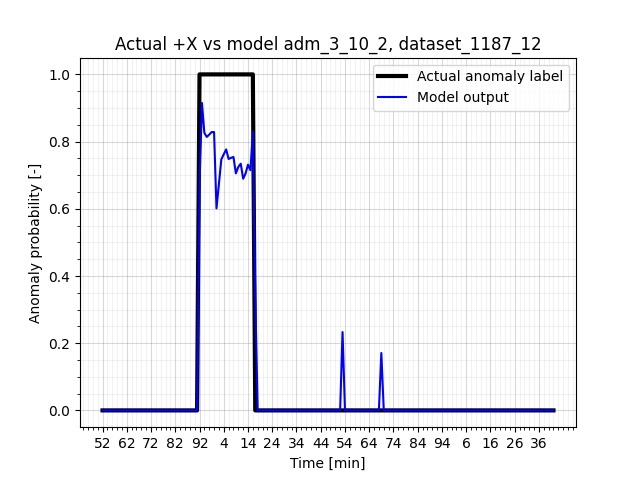 Actual +X vs model adm_3_10_2, dataset_1187_12
Actual anomaly label
Model output
Anomaly probability [-]
1.0
0.8
0.6
0.4
0.2
0.0
52 62 72 82 92 4 14 24 34 44 54 64 74 84 94 6 16 26 36
Time [min]